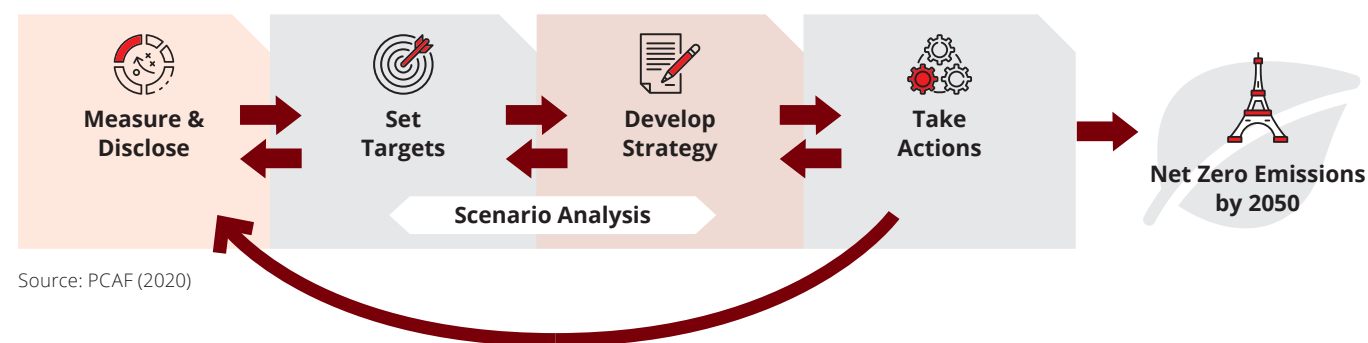 Measure &
Disclose
Set
Targets
Develop
Strategy
Take
Actions
Net Zero Emissions
by 2050
Scenario Analysis
Source: PCAF (2020)